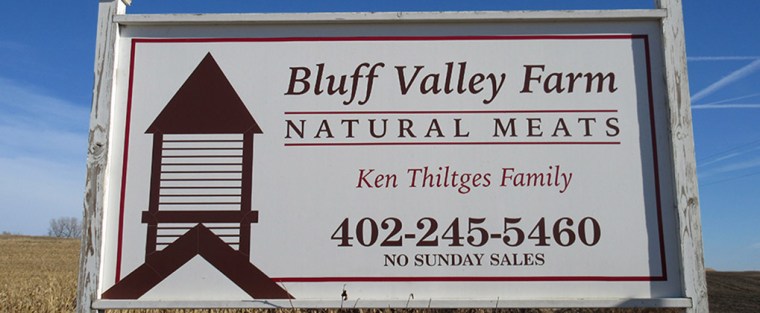 Bluff Valley Farm
NATURAL MEATS
Ken Thiltges Family
402-245-5460
NO SUNDAY SALES